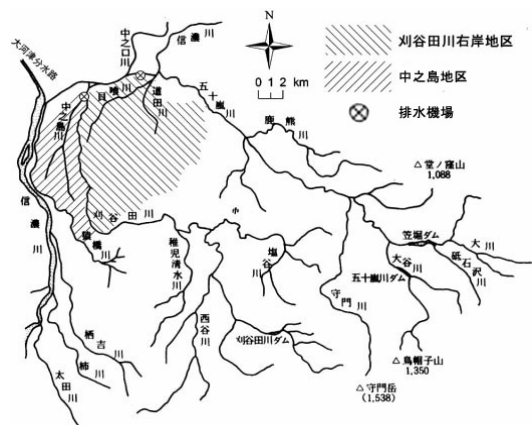 大河津分水路
中之口川
信濃川
N
0 1 2 km
刈谷田川右岸地区
中之島地区
排水機場
中之島川
貝喰川
道田川
五十嵐川
鹿熊川
△ 堂ノ窪山
1,088
信濃川
刈谷田川
猿橋川
稚児清水川
塩谷川
守門川
笠堀ダム
大川
大谷川
砥石沢川
五十嵐川ダム
西谷川
刈谷田川ダム
△ 烏帽子山
1,350
△ 守門岳
(1,538)
栖吉川
柿川
太田川